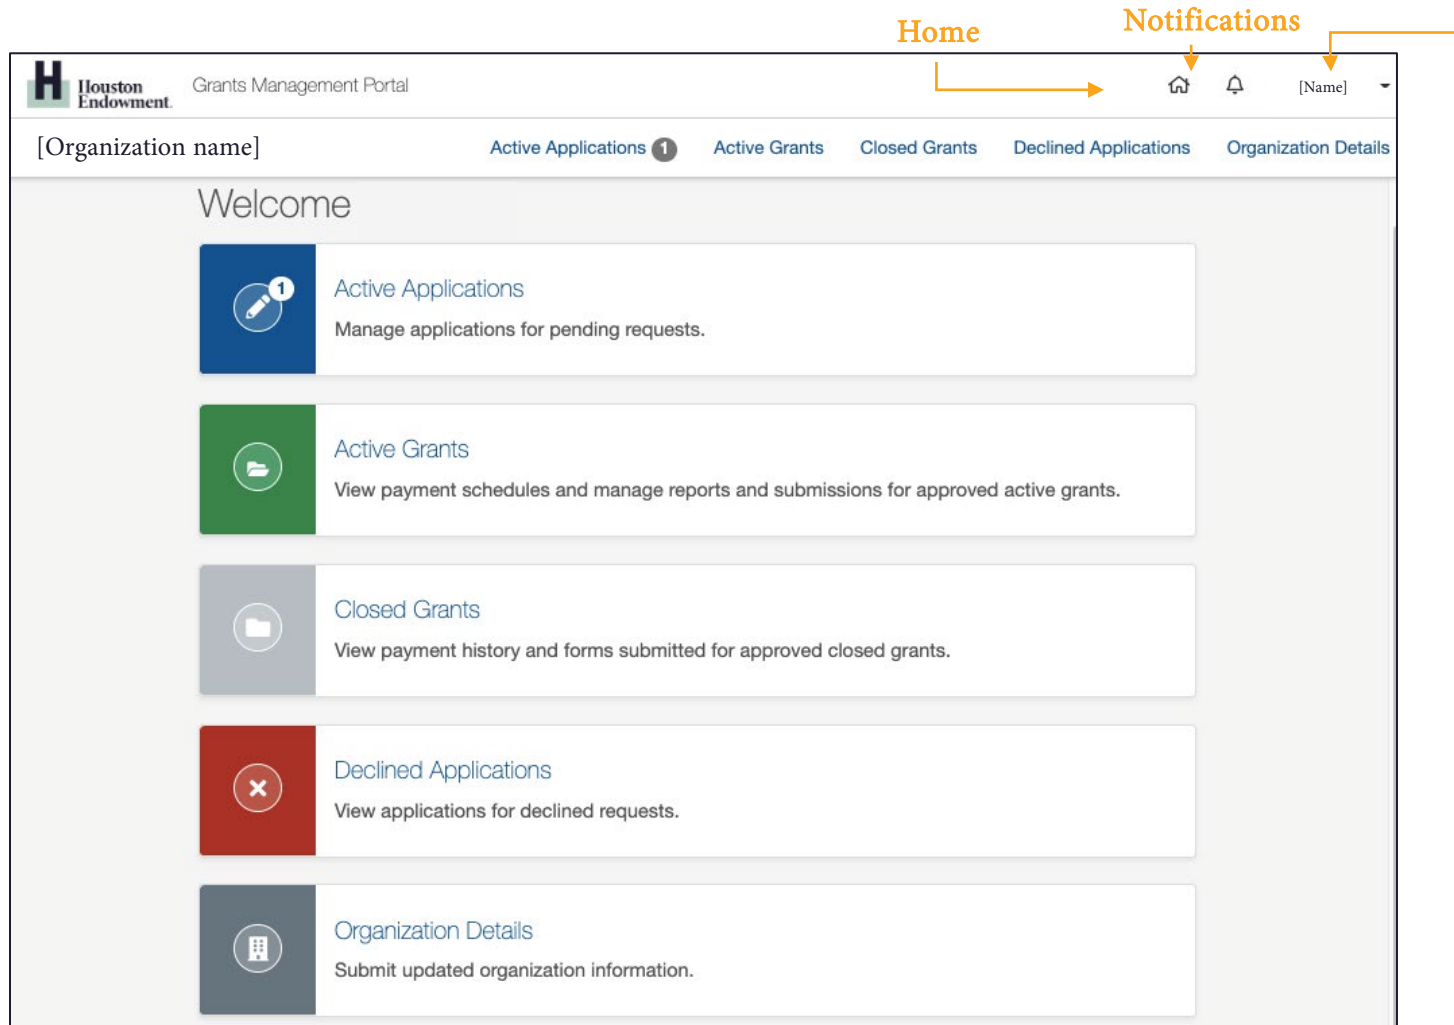 Home
Notifications
H Houston
Endowment.
Grants Management Portal
[Name]
[Organization name]
Active Applications 1
Active Grants
Closed Grants
Declined Applications
Organization Details
Welcome
1
Active Applications
Manage applications for pending requests.
Active Grants
View payment schedules and manage reports and submissions for approved active grants.
Closed Grants
View payment history and forms submitted for approved closed grants.
Declined Applications
View applications for declined requests.
Organization Details
Submit updated organization information.